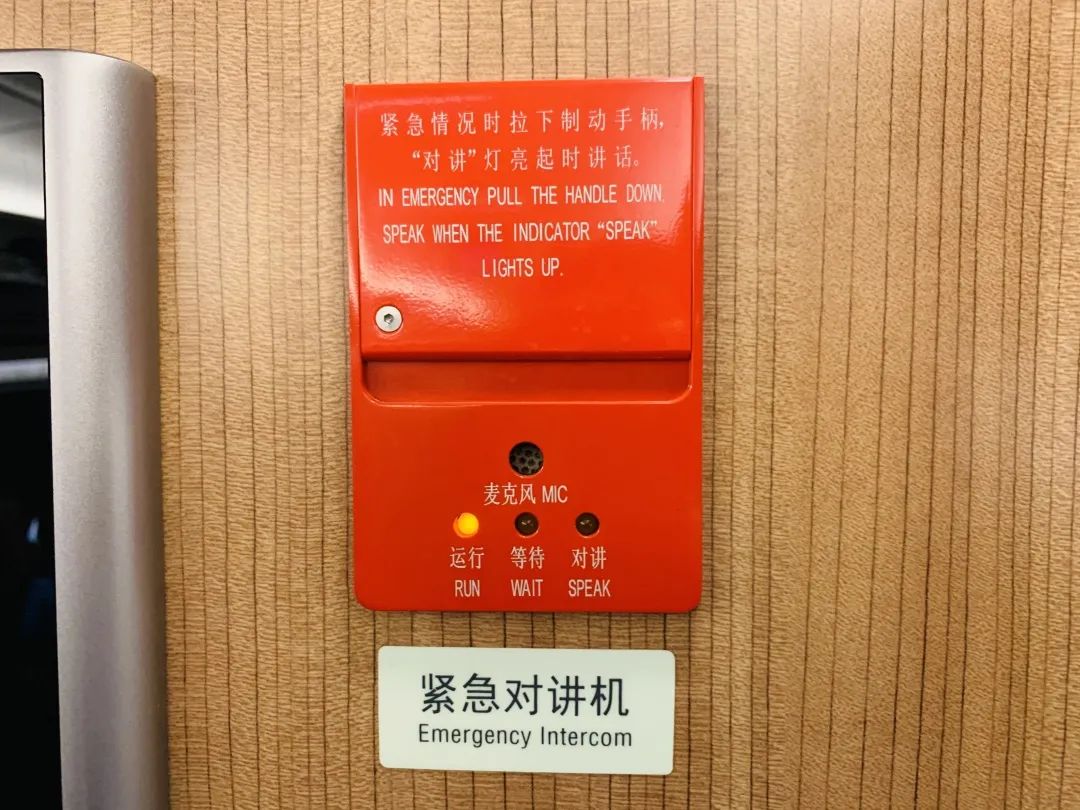 紧急情况时拉下制动手柄，
“对讲”灯亮起时讲话。
IN EMERGENCY PULL THE HANDLE DOWN,
SPEAK WHEN THE INDICATOR “SPEAK”
LIGHTS UP.
麦克风 MIC
运行 等待 对讲
RUN WAIT SPEAK
紧急对讲机
Emergency Intercom